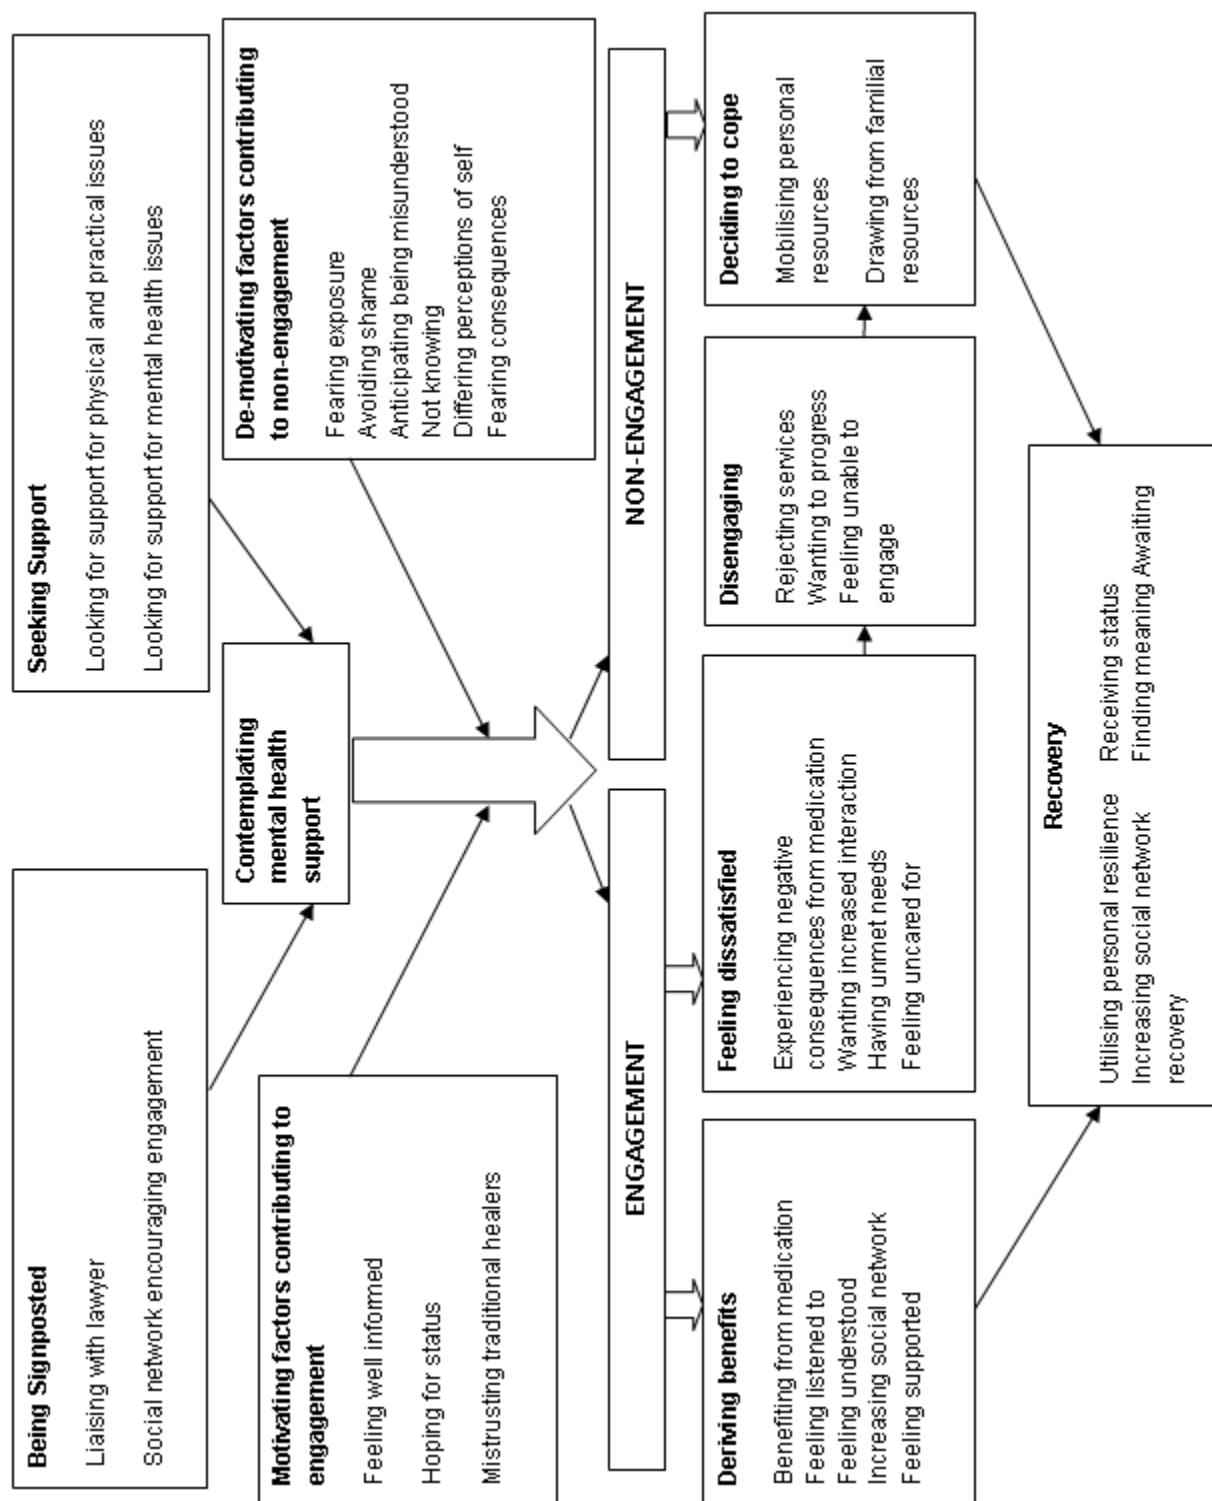 Being Signposted
Liaising with lawyer
Social network encouraging engagement
Seeking Support
Looking for support for physical and practical issues
Looking for support for mental health issues
Contemplating
mental health
support
Motivating factors contributing to
engagement
Feeling well informed
Hoping for status
Mistrusting traditional healers
De-motivating factors contributing
to non-engagement
Fearing exposure
Avoiding shame
Anticipating being misunderstood
Not knowing
Differing perceptions of self
Fearing consequences
ENGAGEMENT
NON-ENGAGEMENT
Deriving benefits
Benefiting from medication
Feeling listened to
Feeling understood
Increasing social network
Feeling supported
Feeling dissatisfied
Experiencing negative
consequences from medication
Wanting increased interaction
Having unmet needs
Feeling uncared for
Disengaging
Rejecting services
Wanting to progress
Feeling unable to
engage
Deciding to cope
Mobilising personal
resources
Drawing from familial
resources
Recovery
Utilising personal resilience Receiving status
Increasing social network Finding meaning Awaiting
recovery